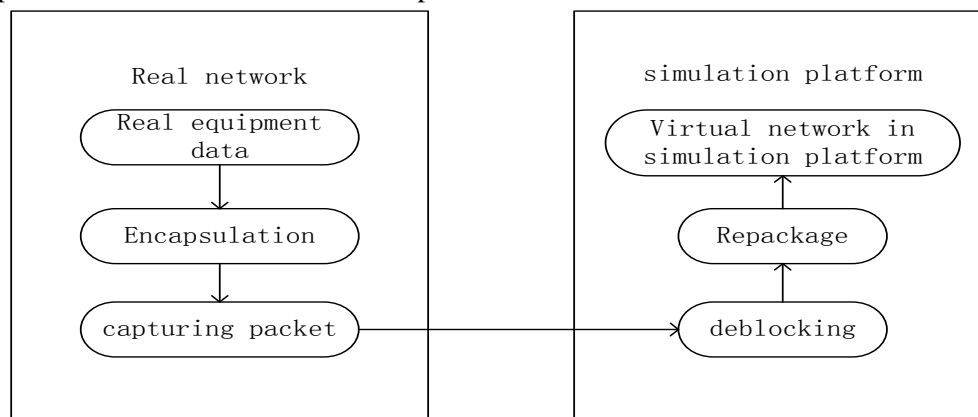 Real network
Real equipment
data
Encapsulation
capturing packet
simulation platform
Virtual network in
simulation platform
Repackage
deblocking